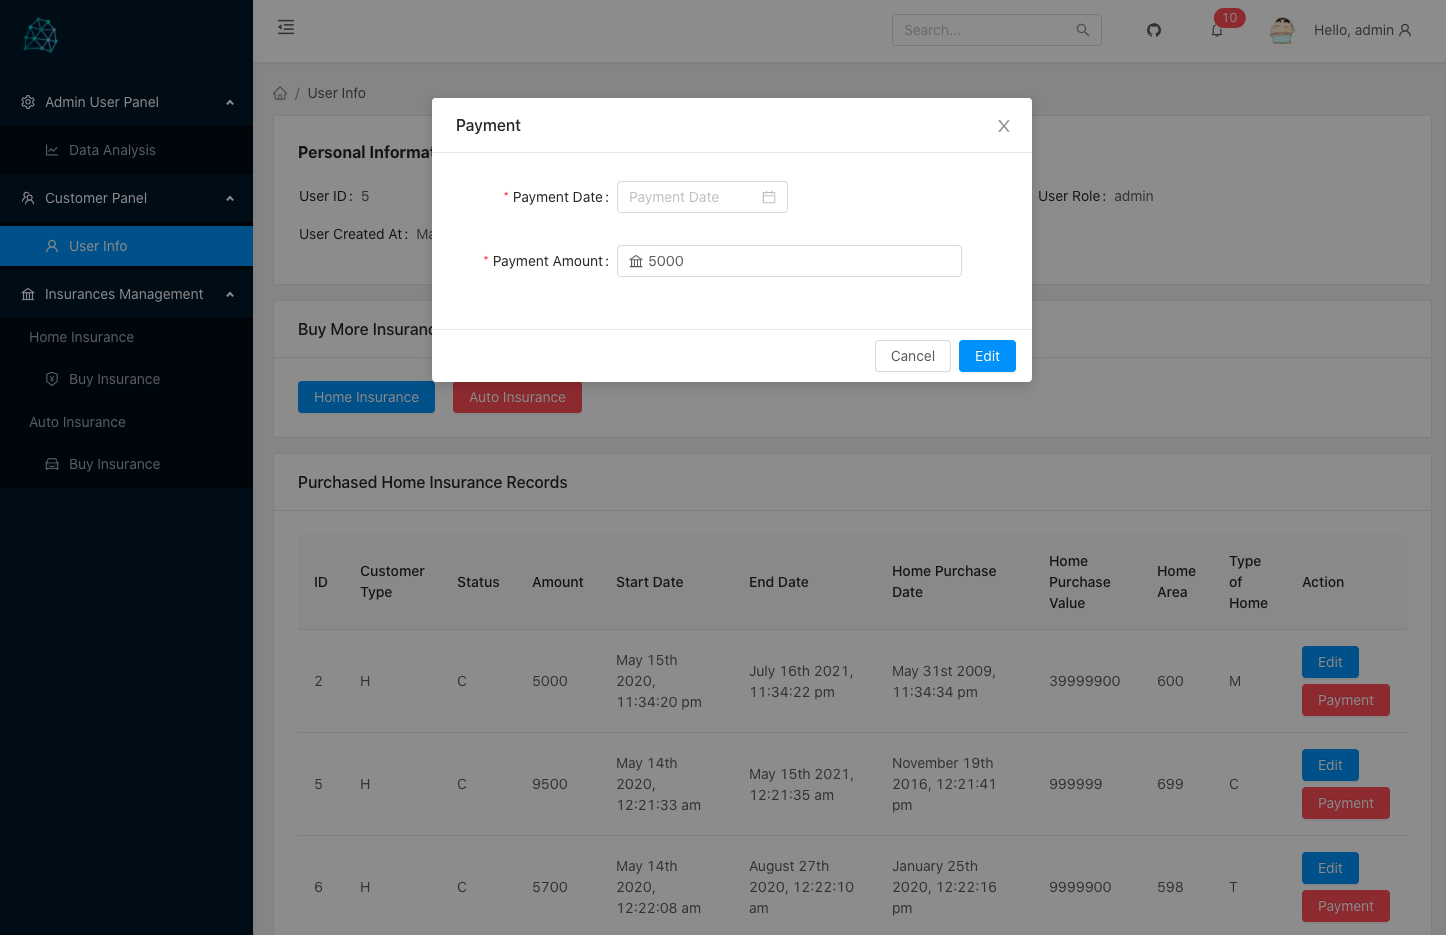 Search...
10
Hello, admin
Admin User Panel
Data Analysis
Customer Panel
User Info
Insurances Management
Home Insurance
Buy Insurance
Auto Insurance
Buy Insurance
/ User Info
Payment
* Payment Date: Payment Date
* Payment Amount: 5000
Cancel Edit
Personal Informat
User ID: 5
User Role: admin
User Created At: Ma
Buy More Insuranc
Home Insurance Auto Insurance
Purchased Home Insurance Records
ID
Customer
Type
Status
Amount
Start Date
End Date
Home Purchase
Date
Home
Purchase
Value
Home
Area
Type
of
Home
Action
2
H
C
5000
May 15th
2020,
11:34:20 pm
July 16th 2021,
11:34:22 pm
May 31st 2009,
11:34:34 pm
39999900
600
M
Edit
Payment
5
H
C
9500
May 14th
2020,
12:21:33 am
May 15th 2021,
12:21:35 am
November 19th
2016, 12:21:41
pm
999999
699
C
Edit
Payment
6
H
C
5700
May 14th
2020,
12:22:08 am
August 27th
2020, 12:22:10
am
January 25th
2020, 12:22:16
pm
9999900
598
T
Edit
Payment